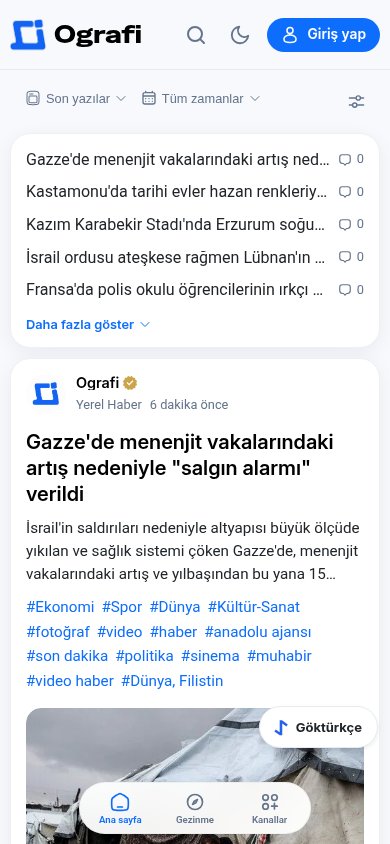 Ografi
Giriş yap
Son yazılar
Tüm zamanlar
Gazze'de menenjit vakalarındaki artış ned... 0
Kastamonu'da tarihi evler hazan renkleriy... 0
Kazım Karabekir Stadı'nda Erzurum soğu... 0
İsrail ordusu ateşkese rağmen Lübnan'ın ... 0
Fransa'da polis okulu öğrencilerinin ırkçı ... 0
Daha fazla göster
Ografi
Yerel Haber 6 dakika önce
Gazze'de menenjit vakalarındaki
artış nedeniyle "salgın alarmı"
verildi
İsrail'in saldırıları nedeniyle altyapısı büyük ölçüde
yıkılan ve sağlık sistemi çöken Gazze'de, menenjit
vakalarındaki artış ve yılbaşından bu yana 15...
#Ekonomi #Spor #Dünya #Kültür-Sanat
#fotoğraf #video #haber #anadolu ajansı
#son dakika #politika #sinema #muhabir
#video haber #Dünya, Filistin
Göktürkçe
Ana sayfa
Gezinme
Kanallar